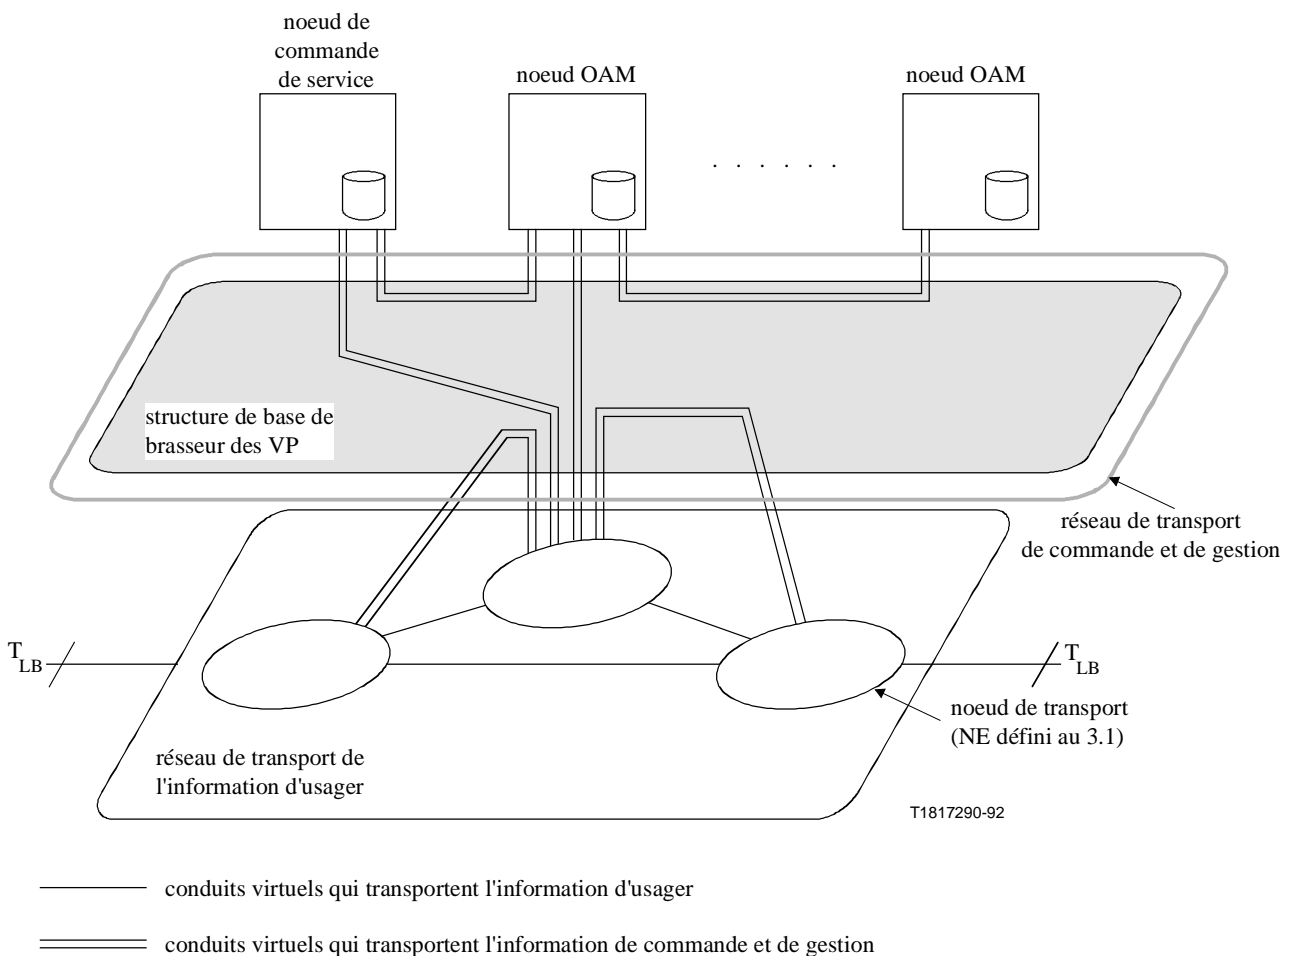 noeud de
commande
de service
noeud OAM
noeud OAM
. . . . . .
structure de base de
brasseur des VP
réseau de transport
de commande et de gestion
T LB
T LB
noeud de transport
(NE défini au 3.1)
réseau de transport de
l'information d'usager
T1817290-92
conduits virtuels qui transportent l'information d'usager
conduits virtuels qui transportent l'information de commande et de gestion